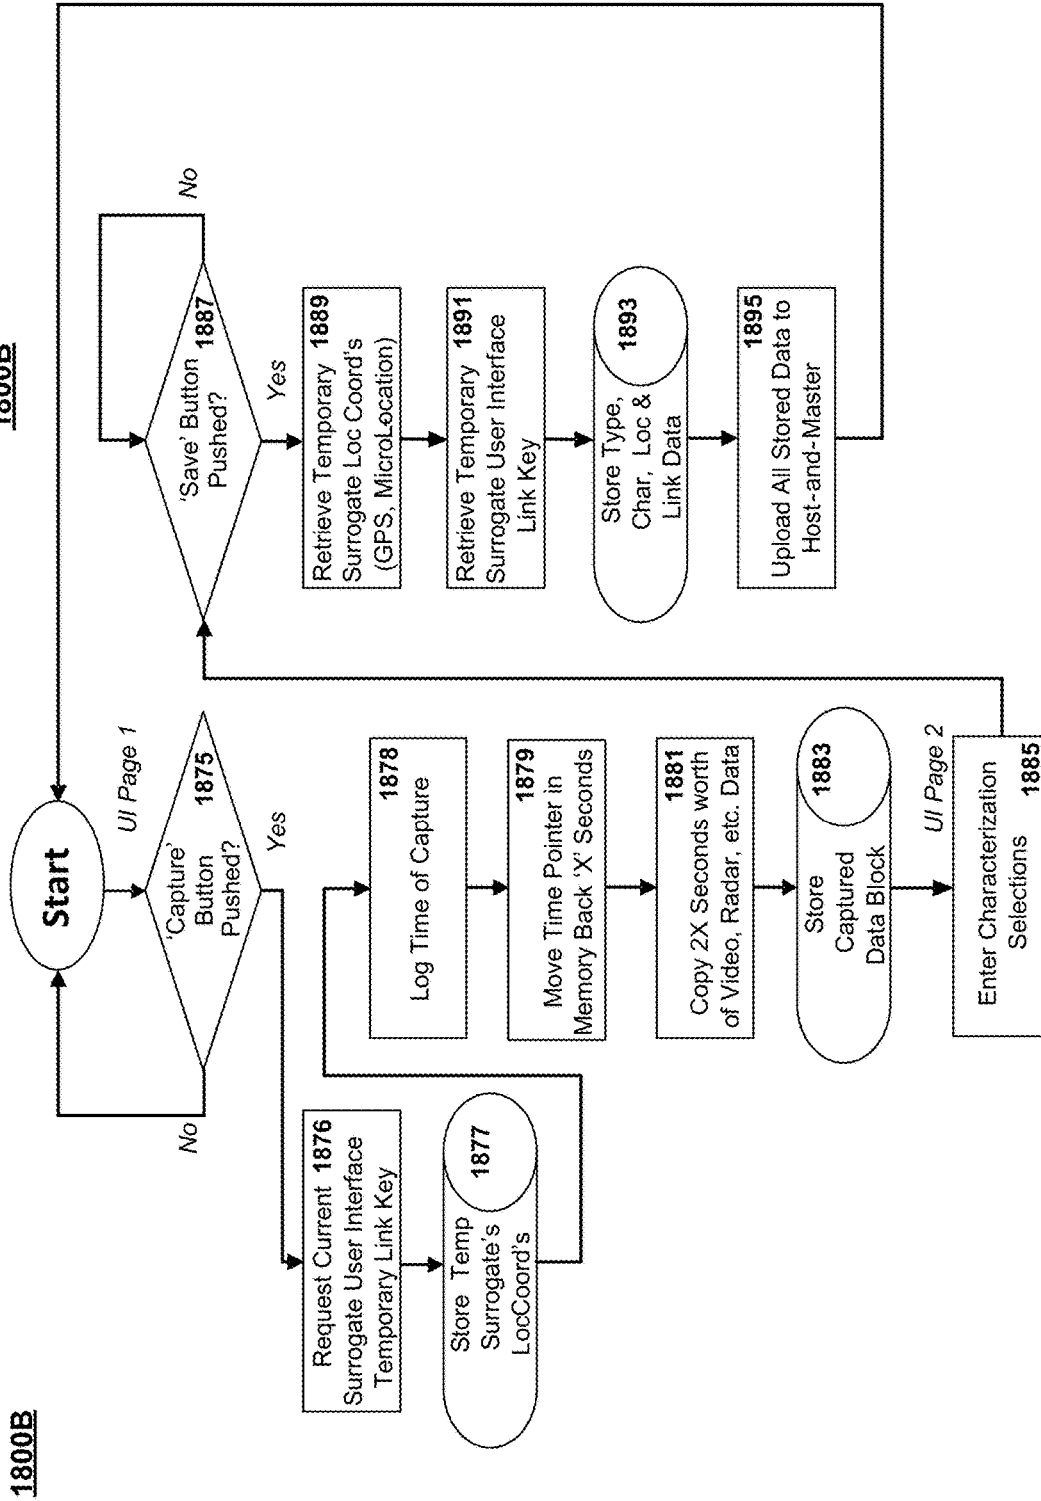 1800B
1800B
Start
UI Page 1
'Capture'
Button
Pushed?
1875
No
Yes
Request Current 1876
Surrogate User Interface
Temporary Link Key
Store Temp
Surrogate's
LocCoord's
1877
1878
Log Time of Capture
1879
Move Time Pointer in
Memory Back 'X' Seconds
1881
Copy 2X Seconds worth
of Video, Radar, etc. Data
Store
Captured
Data Block
1883
UI Page 2
Enter Characterization
Selections
1885
'Save' Button
Pushed?
1887
No
Yes
Retrieve Temporary 1889
Surrogate Loc Coord's
(GPS, MicroLocation)
Retrieve Temporary 1891
Surrogate User Interface
Link Key
Store Type,
Char, Loc &
Link Data
1893
1895
Upload All Stored Data to
Host-and-Master